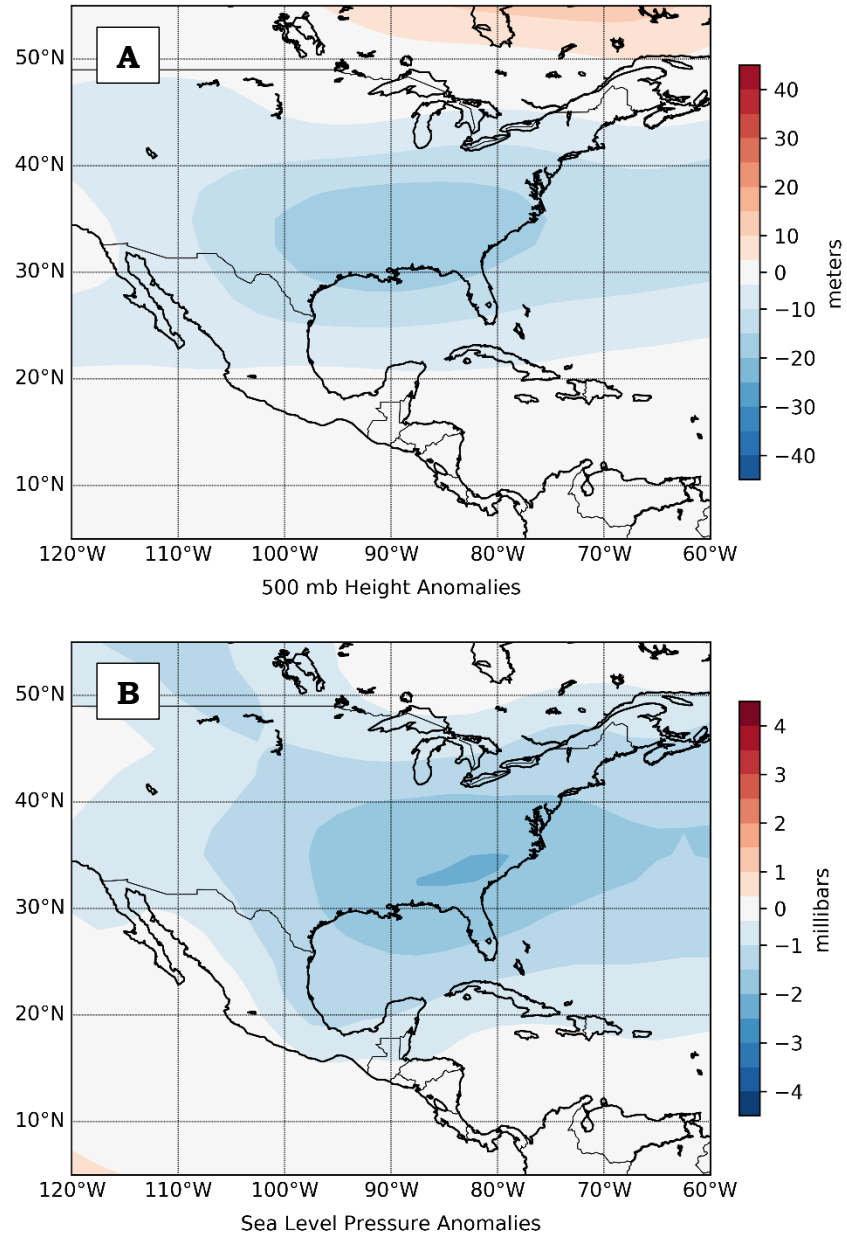 A
50°N
40°N
30°N
20°N
10°N
120°W 110°W 100°W 90°W 80°W 70°W 60°W
500 mb Height Anomalies
40
30
20
10
0
−10
−20
−30
−40
meters
B
50°N
40°N
30°N
20°N
10°N
120°W 110°W 100°W 90°W 80°W 70°W 60°W
Sea Level Pressure Anomalies
4
3
2
1
0
−1
−2
−3
−4
millibars